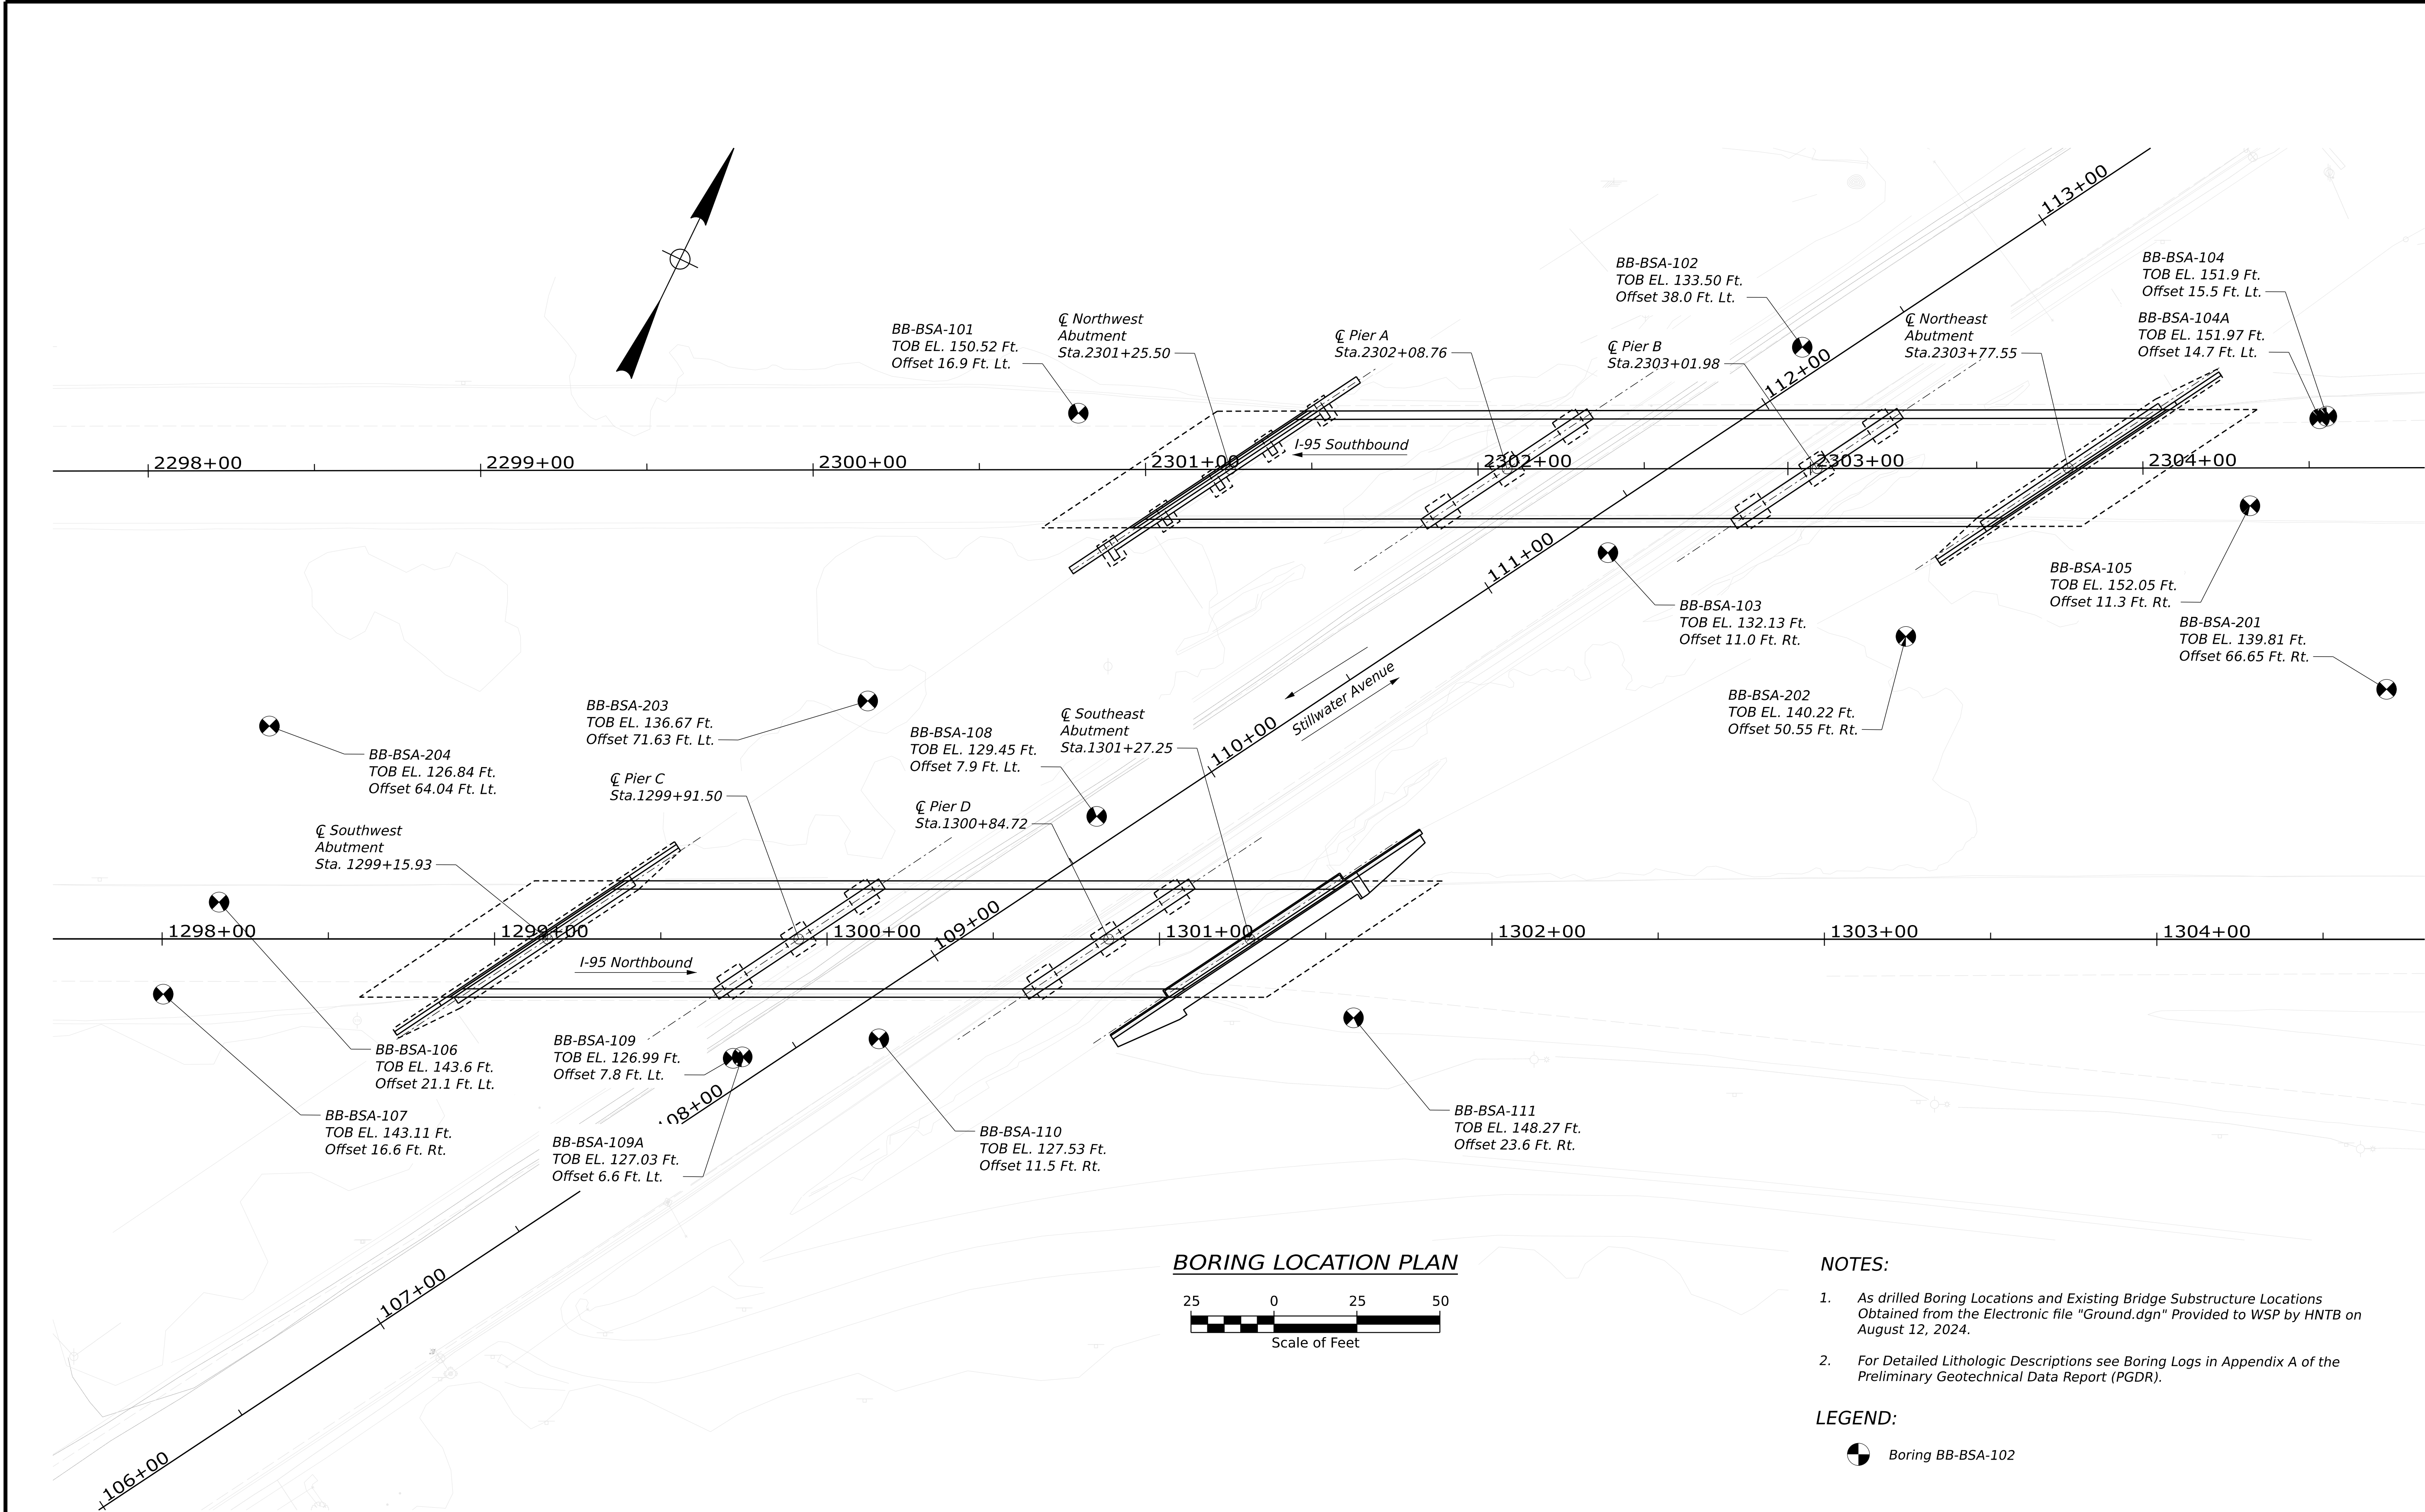 113+00
BB-BSA-102
TOB EL. 133.50 Ft.
Offset 38.0 Ft. Lt.
BB-BSA-104
TOB EL. 151.9 Ft.
Offset 15.5 Ft. Lt.
BB-BSA-101
TOB EL. 150.52 Ft.
Offset 16.9 Ft. Lt.
℄ Northwest
Abutment
Sta.2301+25.50
℄ Pier A
Sta.2302+08.76
℄ Pier B
Sta.2303+01.98
112+00
℄ Northeast
Abutment
Sta.2303+77.55
BB-BSA-104A
TOB EL. 151.97 Ft.
Offset 14.7 Ft. Lt.
I-95 Southbound
2298+00
2299+00
2300+00
2301+00
2302+00
2303+00
2304+00
111+00
BB-BSA-103
TOB EL. 132.13 Ft.
Offset 11.0 Ft. Rt.
BB-BSA-105
TOB EL. 152.05 Ft.
Offset 11.3 Ft. Rt.
BB-BSA-201
TOB EL. 139.81 Ft.
Offset 66.65 Ft. Rt.
BB-BSA-202
TOB EL. 140.22 Ft.
Offset 50.55 Ft. Rt.
Stillwater Avenue
110+00
BB-BSA-204
TOB EL. 126.84 Ft.
Offset 64.04 Ft. Lt.
BB-BSA-203
TOB EL. 136.67 Ft.
Offset 71.63 Ft. Lt.
BB-BSA-108
TOB EL. 129.45 Ft.
Offset 7.9 Ft. Lt.
℄ Southeast
Abutment
Sta.1301+27.25
℄ Pier C
Sta.1299+91.50
℄ Pier D
Sta.1300+84.72
℄ Southwest
Abutment
Sta. 1299+15.93
1298+00
1299+00
1300+00
109+00
1301+00
1302+00
1303+00
1304+00
I-95 Northbound
BB-BSA-106
TOB EL. 143.6 Ft.
Offset 21.1 Ft. Lt.
BB-BSA-107
TOB EL. 143.11 Ft.
Offset 16.6 Ft. Rt.
BB-BSA-109
TOB EL. 126.99 Ft.
Offset 7.8 Ft. Lt.
08+00
BB-BSA-109A
TOB EL. 127.03 Ft.
Offset 6.6 Ft. Lt.
BB-BSA-110
TOB EL. 127.53 Ft.
Offset 11.5 Ft. Rt.
BB-BSA-111
TOB EL. 148.27 Ft.
Offset 23.6 Ft. Rt.
107+00
106+00
BORING LOCATION PLAN
25 0 25 50
Scale of Feet
NOTES:
1. As drilled Boring Locations and Existing Bridge Substructure Locations
Obtained from the Electronic file "Ground.dgn" Provided to WSP by HNTB on
August 12, 2024.
2. For Detailed Lithologic Descriptions see Boring Logs in Appendix A of the
Preliminary Geotechnical Data Report (PGDR).
LEGEND:
Boring BB-BSA-102